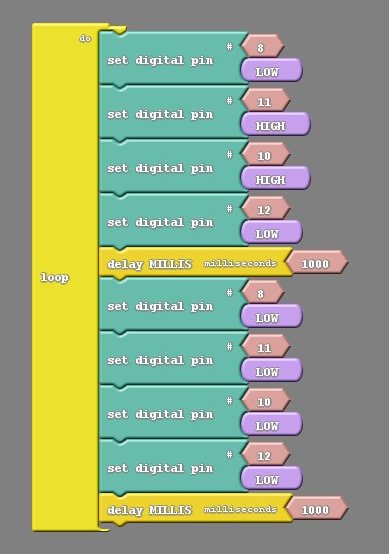 do
set digital pin # 8
LOW
set digital pin # 11
HIGH
set digital pin # 10
HIGH
set digital pin # 12
LOW
delay MILLIS milliseconds 1000
loop
set digital pin # 8
LOW
set digital pin # 11
LOW
set digital pin # 10
LOW
set digital pin # 12
LOW
delay MILLIS milliseconds 1000